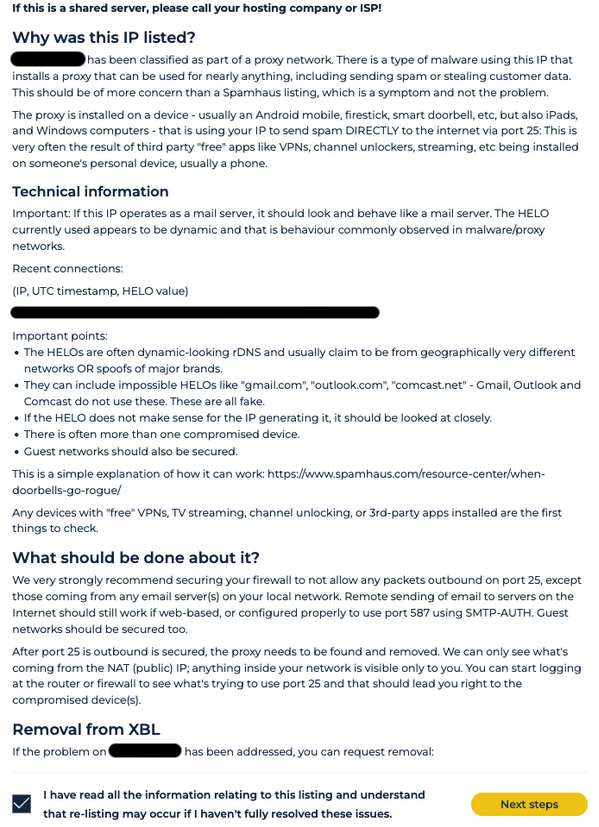 If this is a shared server, please call your hosting company or ISP!
Why was this IP listed?
has been classified as part of a proxy network. There is a type of malware using this IP that
installs a proxy that can be used for nearly anything, including sending spam or stealing customer data.
This should be of more concern than a Spamhaus listing, which is a symptom and not the problem.
The proxy is installed on a device - usually an Android mobile, firestick, smart doorbell, etc, but also iPads,
and Windows computers - that is using your IP to send spam DIRECTLY to the internet via port 25: This is
very often the result of third party "free" apps like VPNs, channel unlockers, streaming, etc being installed
on someone's personal device, usually a phone.
Technical information
Important: If this IP operates as a mail server, it should look and behave like a mail server. The HELO
currently used appears to be dynamic and that is behaviour commonly observed in malware/proxy
networks.
Recent connections:
(IP, UTC timestamp, HELO value)
Important points:
• The HELOs are often dynamic-looking rDNS and usually claim to be from geographically very different
networks OR spoofs of major brands.
• They can include impossible HELOs like "gmail.com", "outlook.com", "comcast.net" - Gmail, Outlook and
Comcast do not use these. These are all fake.
• If the HELO does not make sense for the IP generating it, it should be looked at closely.
• There is often more than one compromised device.
• Guest networks should also be secured.
This is a simple explanation of how it can work: https://www.spamhaus.com/resource-center/when-
doorbells-go-rogue/
Any devices with "free" VPNs, TV streaming, channel unlocking, or 3rd-party apps installed are the first
things to check.
What should be done about it?
We very strongly recommend securing your firewall to not allow any packets outbound on port 25, except
those coming from any email server(s) on your local network. Remote sending of email to servers on the
Internet should still work if web-based, or configured properly to use port 587 using SMTP-AUTH. Guest
networks should be secured too.
After port 25 is outbound is secured, the proxy needs to be found and removed. We can only see what's
coming from the NAT (public) IP; anything inside your network is visible only to you. You can start logging
at the router or firewall to see what's trying to use port 25 and that should lead you right to the
compromised device(s).
Removal from XBL
If the problem on has been addressed, you can request removal:
I have read all the information relating to this listing and understand
that re-listing may occur if I haven't fully resolved these issues.
Next steps